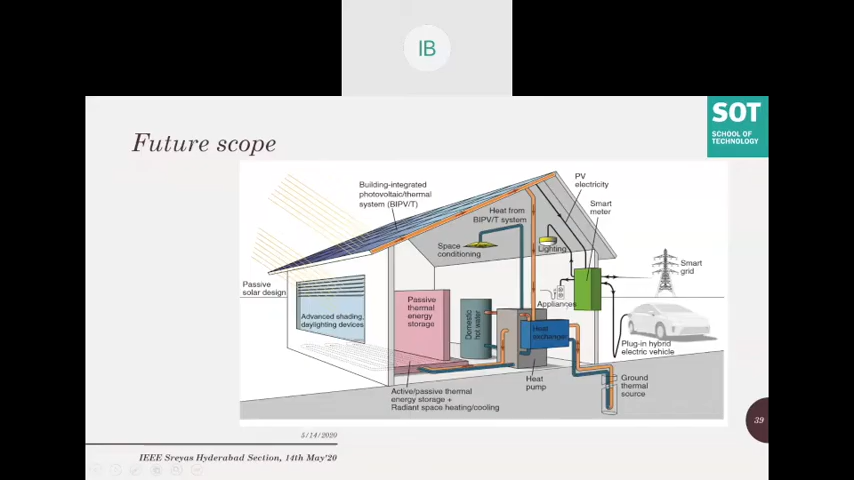 IB
SOT
SCHOOL OF
TECHNOLOGY
Future scope
Building-integrated
photovoltaic/thermal
system (BIPV/T)
PV
electricity
Smart
meter
Heat from
BIPV/T system
Space
conditioning
Lighting
Smart
grid
Passive
solar design
Advanced shading,
daylighting devices
Passive
thermal
energy
storage
Domestic
hot water
Appliances
Heat
exchanger
Plug-in hybrid
electric vehicle
Heat
pump
Ground
thermal
source
Active/passive thermal
energy storage +
Radiant space heating/cooling
39
5/14/2020
IEEE Sreyas Hyderabad Section, 14th May'20